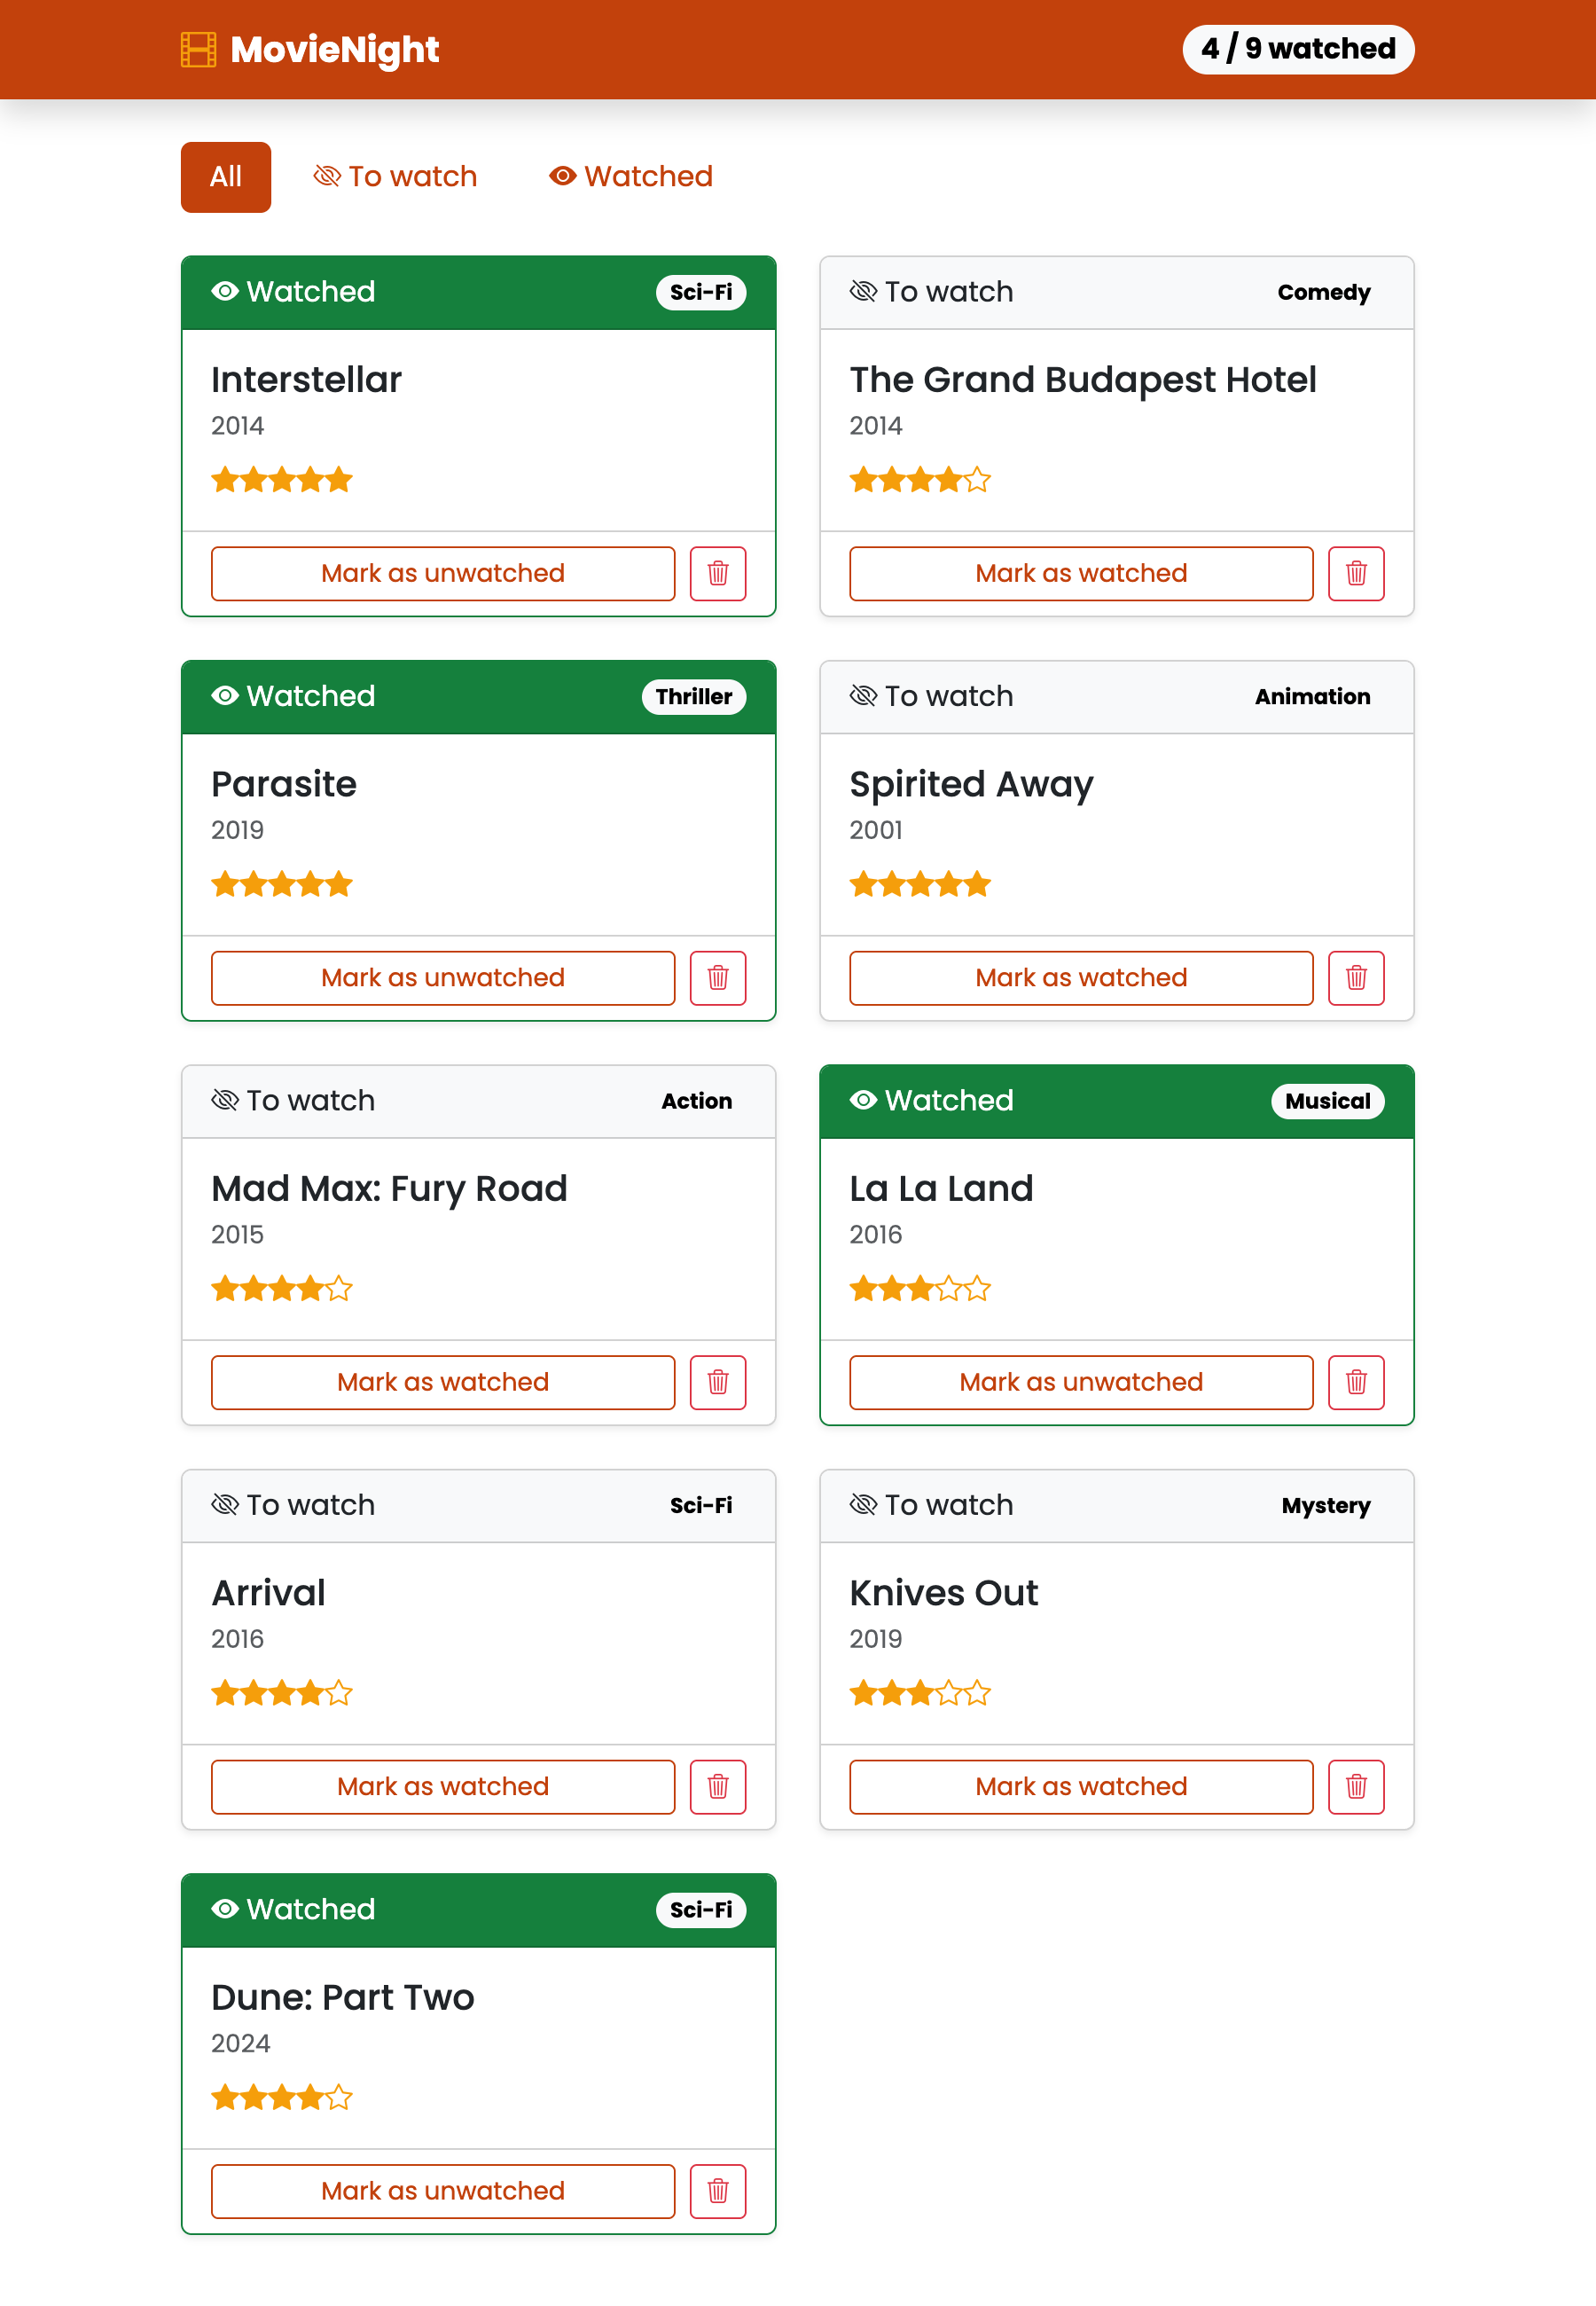 MovieNight
4 / 9 watched
All
To watch
Watched
Watched
Sci-Fi
Interstellar
2014
Mark as unwatched
To watch
Comedy
The Grand Budapest Hotel
2014
Mark as watched
Watched
Thriller
Parasite
2019
Mark as unwatched
To watch
Animation
Spirited Away
2001
Mark as watched
To watch
Action
Mad Max: Fury Road
2015
Mark as watched
Watched
Musical
La La Land
2016
Mark as unwatched
To watch
Sci-Fi
Arrival
2016
Mark as watched
To watch
Mystery
Knives Out
2019
Mark as watched
Watched
Sci-Fi
Dune: Part Two
2024
Mark as unwatched